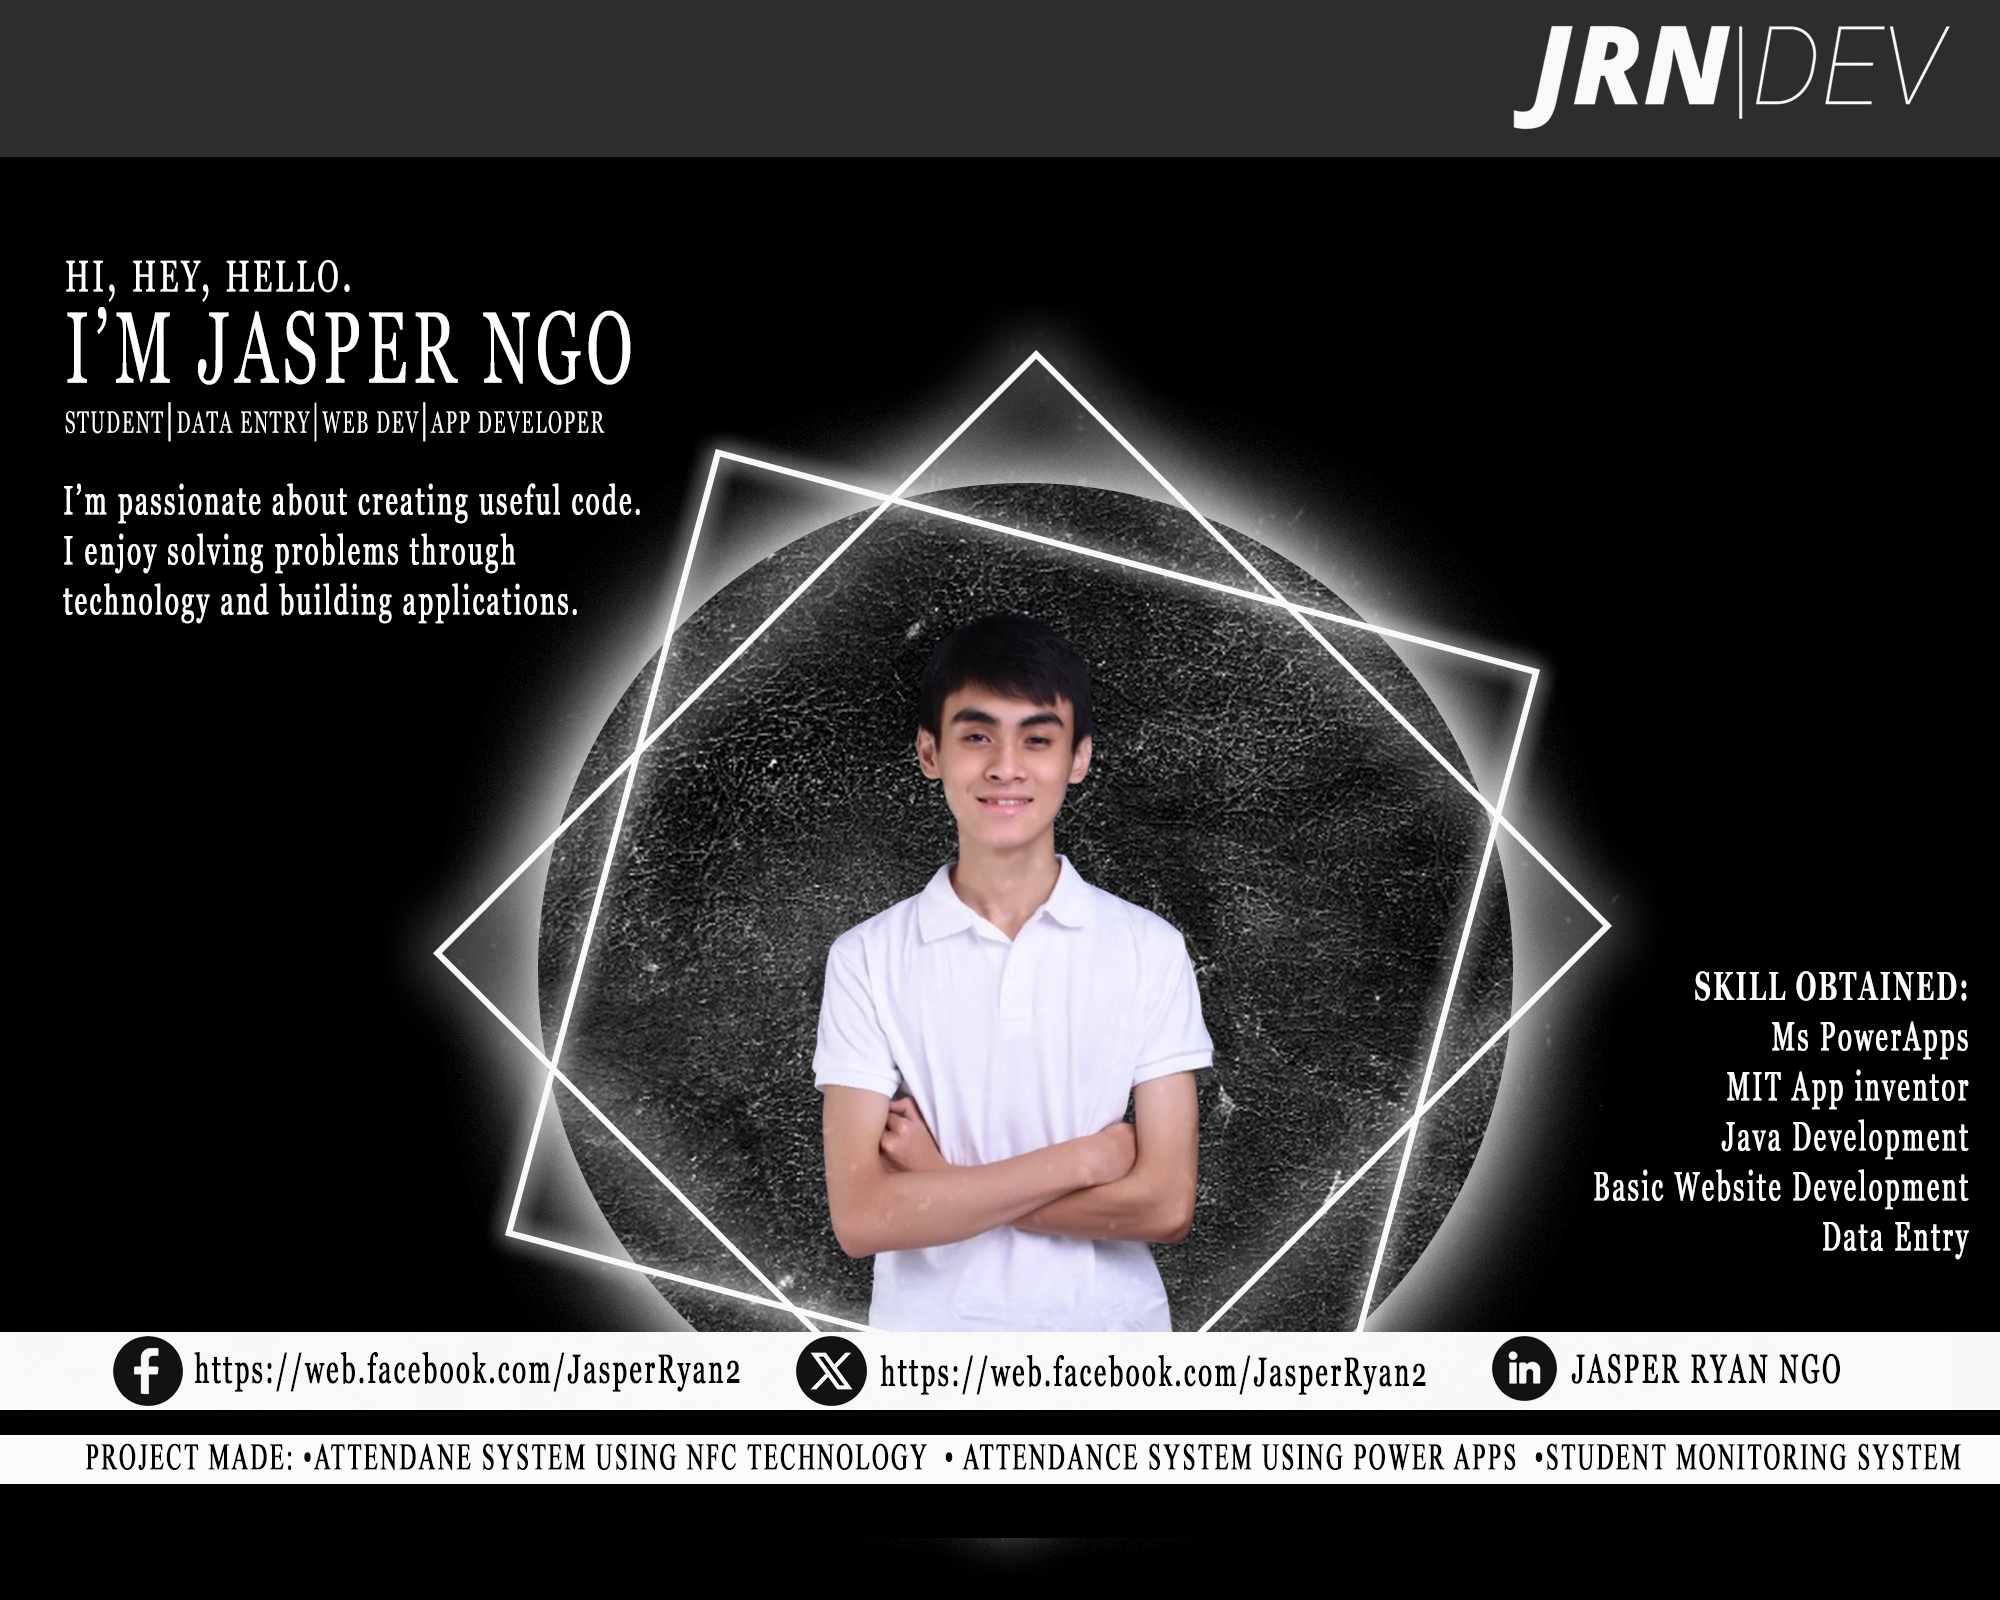 JRN|DEV
HI, HEY, HELLO.
I’M JASPER NGO
STUDENT|DATA ENTRY|WEB DEV|APP DEVELOPER
I’m passionate about creating useful code.
I enjoy solving problems through
technology and building applications.
SKILL OBTAINED:
Ms PowerApps
MIT App inventor
Java Development
Basic Website Development
Data Entry
https://web.facebook.com/JasperRyan2
https://web.facebook.com/JasperRyan2
in JASPER RYAN NGO
PROJECT MADE: •ATTENDANE SYSTEM USING NFC TECHNOLOGY • ATTENDANCE SYSTEM USING POWER APPS •STUDENT MONITORING SYSTEM